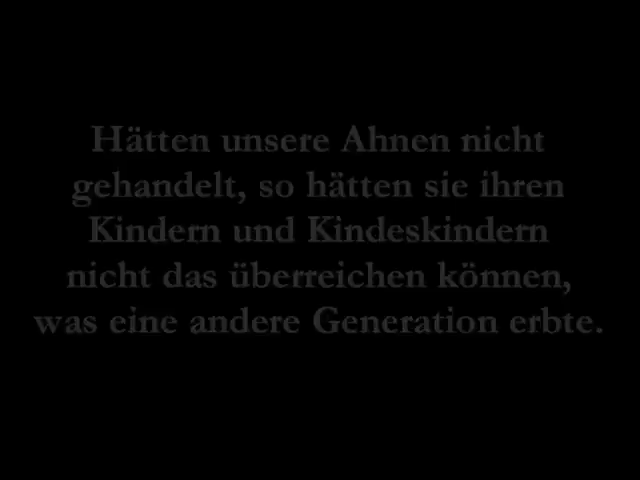 Hätten unsere Ahnen nicht
gehandelt, so hätten sie ihren
Kindern und Kindeskindern
nicht das überreichen können,
was eine andere Generation erbte.